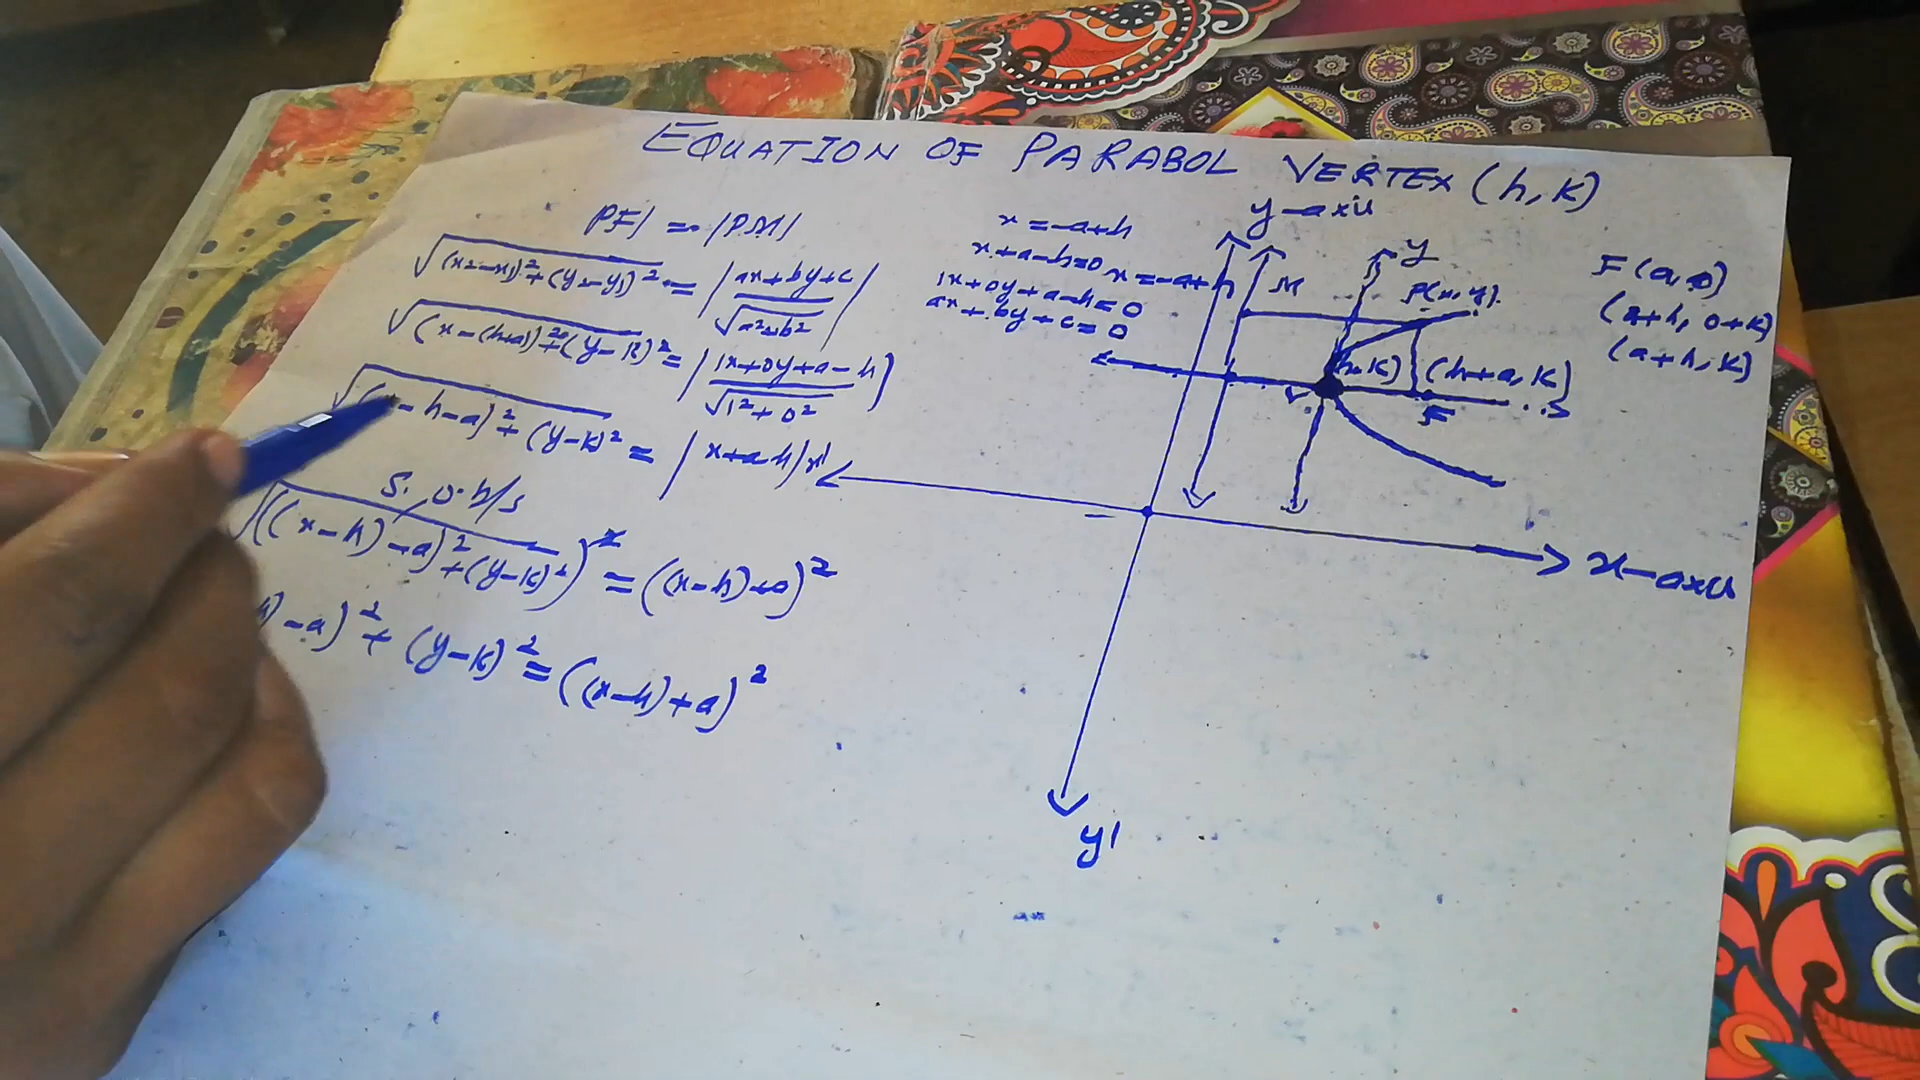 EQUATION OF PARABOL VERTEX (h, K)
PF| = |PM|
√(x2-x1)²+(y2-y1)² = |ax+by+c / √a²+b²|
√(x-(h+a))²+(y-k)² = |1x+0y+a-h / √1²+0²|
√(x-h-a)²+(y-k)² = |x+a-h|
S. O. b/s
√((x-h)-a)²+(y-k)²)² = ((x-h)+a)²
h)-a)²+(y-k)² = ((x-h)+a)²
x = -a+h
x+a-h=0
1x+0y+a-h=0
ax+by+c=0
x=-a+h
y-axis
M
y
P(x, y)
(h, K)
(h+a, K)
V
F
F(a, 0)
(a+h, 0+k)
(a+h, k)
x'
x-axis
y'